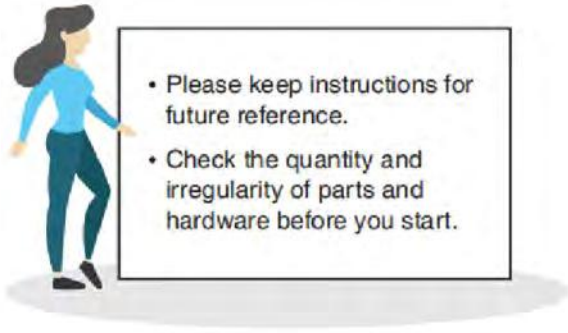 • Please keep instructions for
future reference.
• Check the quantity and
irregularity of parts and
hardware before you start.